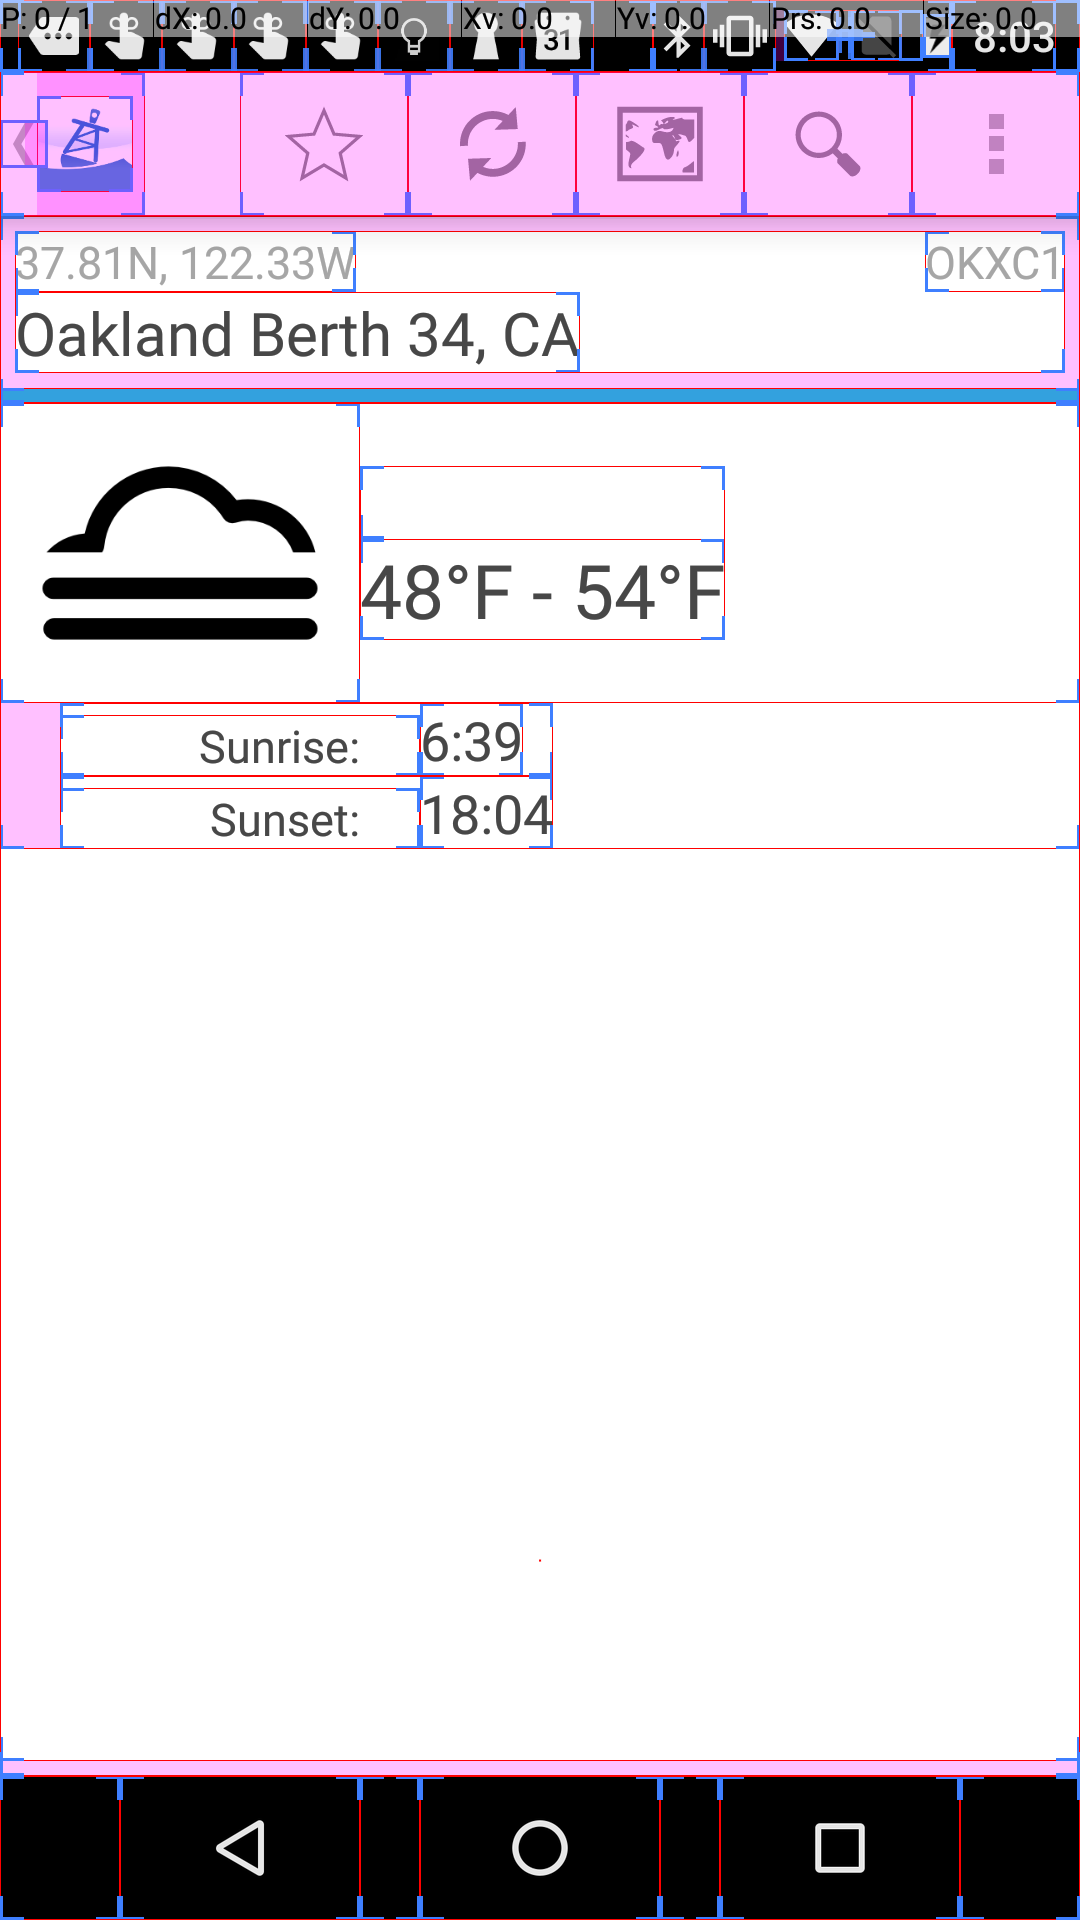 P: 0 / 1 dX: 0.0 dY: 0.0 Xv: 0.0 Yv: 0.0 Prs: 0.0 Size: 0.0
31 8:03
37.81N, 122.33W OKXC1
Oakland Berth 34, CA
48°F - 54°F
Sunrise: 6:39
Sunset: 18:04